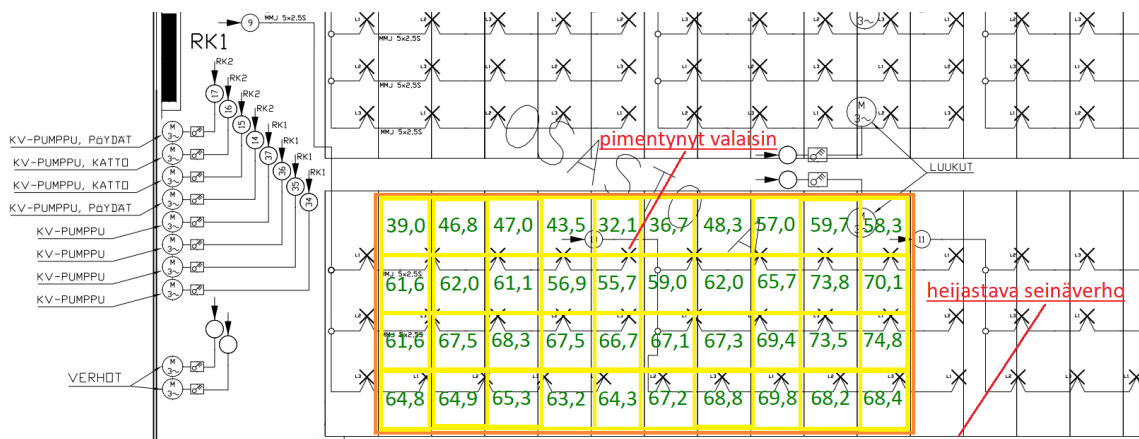 9
MMJ 5x2,5S
RK1
RK2
17
RK2
16
RK2
15
RK2
14
RK1
37
RK1
36
RK1
35
RK1
34
M
3~
KV-PUMPPU, PÖYDÄT
KV-PUMPPU, KATTO
KV-PUMPPU, KATTO
KV-PUMPPU, PÖYDÄT
KV-PUMPPU
KV-PUMPPU
KV-PUMPPU
KV-PUMPPU
VERHOT
MMJ 5x2,5S
MMJ 5x2,5S
MMJ 5x2,5S
L1
L2
L3
OSASTO
pimentynyt valaisin
M
3~
LUUKUT
39,0 46,8 47,0 43,5 32,1 36,7 48,3 57,0 59,7 58,3
10
11
61,6 62,0 61,1 56,9 55,7 59,0 62,0 65,7 73,8 70,1
heijastava seinäverho
61,6 67,5 68,3 67,5 66,7 67,1 67,3 69,4 73,5 74,8
64,8 64,9 65,3 63,2 64,3 67,2 68,8 69,8 68,2 68,4